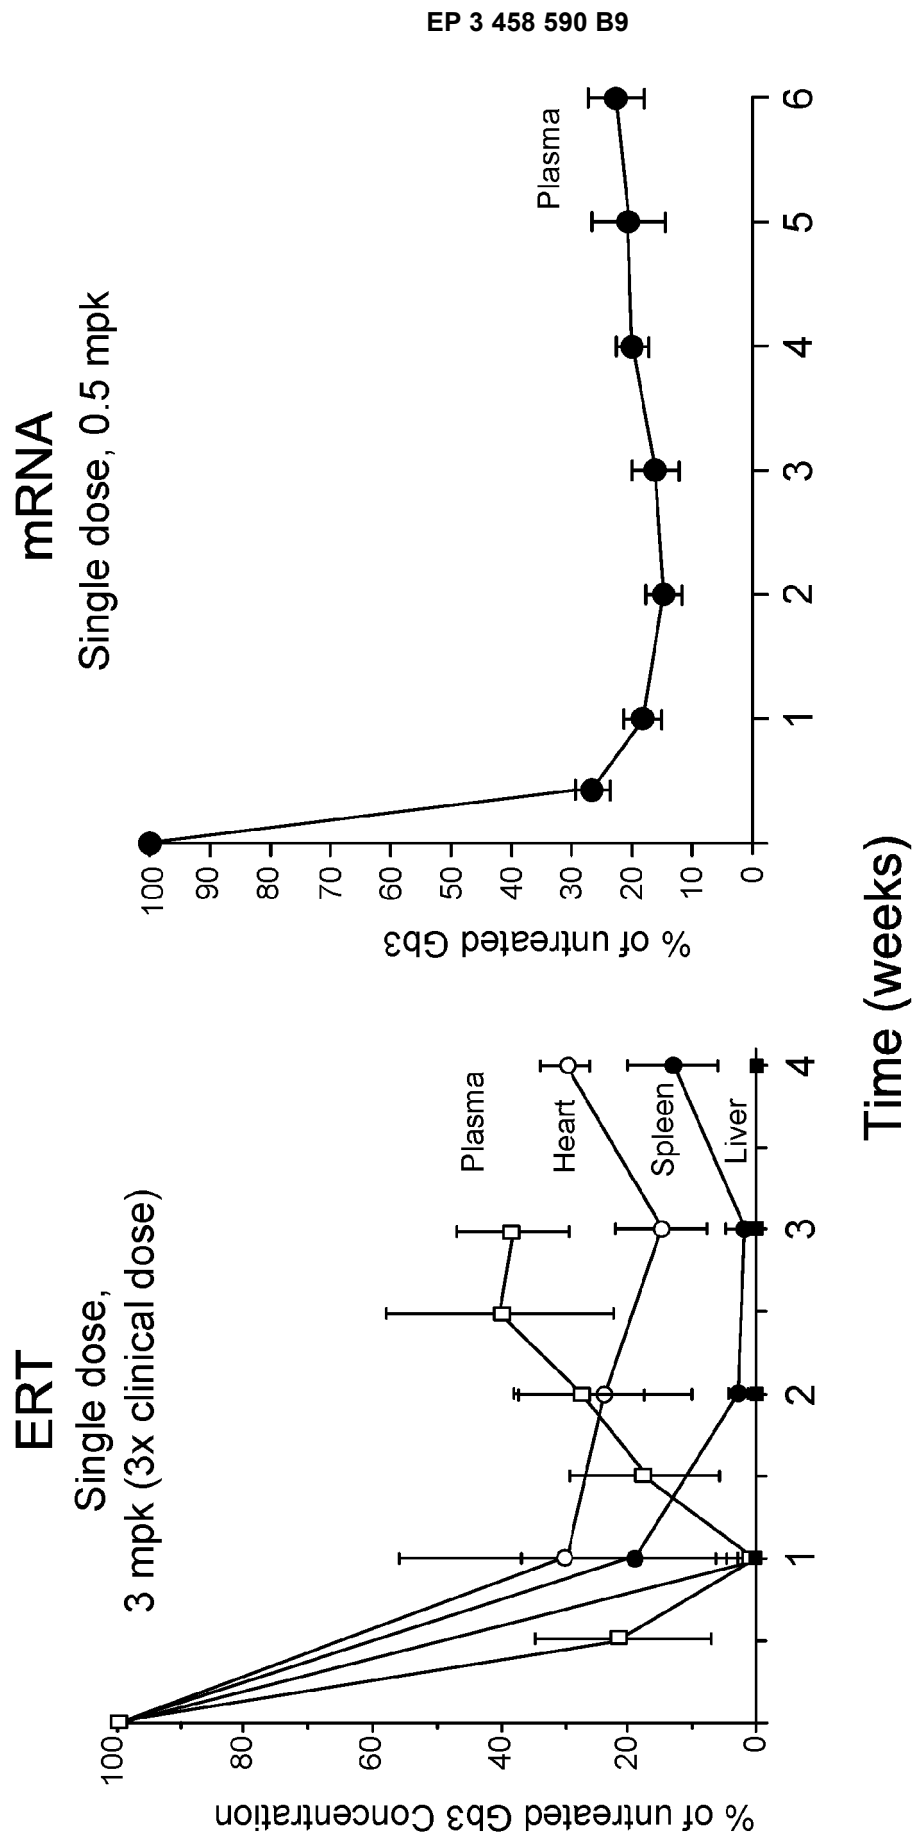 EP 3 458 590 B9
ERT
Single dose,
3 mpk (3x clinical dose)
% of untreated Gb3 Concentration
100
80
60
40
20
0
Plasma
Heart
Spleen
Liver
1
2
3
4
mRNA
Single dose, 0.5 mpk
% of untreated Gb3
100
90
80
70
60
50
40
30
20
10
0
Plasma
1
2
3
4
5
6
Time (weeks)